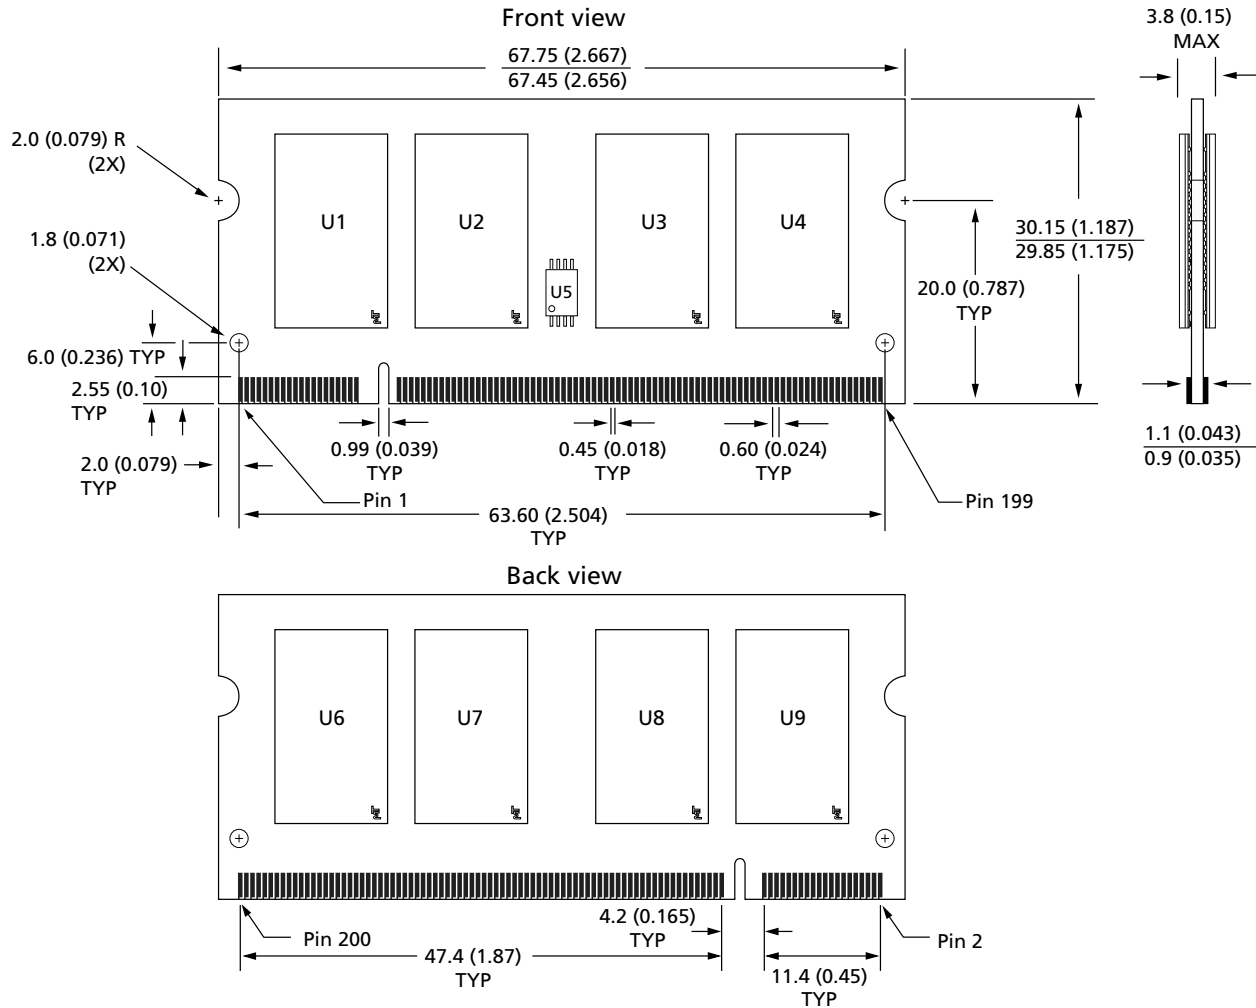 Front view
3.8 (0.15)
MAX
67.75 (2.667)
67.45 (2.656)
2.0 (0.079) R
(2X)
U1
U2
U3
U4
1.8 (0.071)
(2X)
30.15 (1.187)
29.85 (1.175)
U5
20.0 (0.787)
TYP
6.0 (0.236) TYP
2.55 (0.10)
TYP
1.1 (0.043)
0.9 (0.035)
0.99 (0.039)
TYP
0.45 (0.018)
TYP
0.60 (0.024)
TYP
2.0 (0.079)
TYP
Pin 1
Pin 199
63.60 (2.504)
TYP
Back view
U6
U7
U8
U9
4.2 (0.165)
TYP
Pin 200
Pin 2
47.4 (1.87)
TYP
11.4 (0.45)
TYP